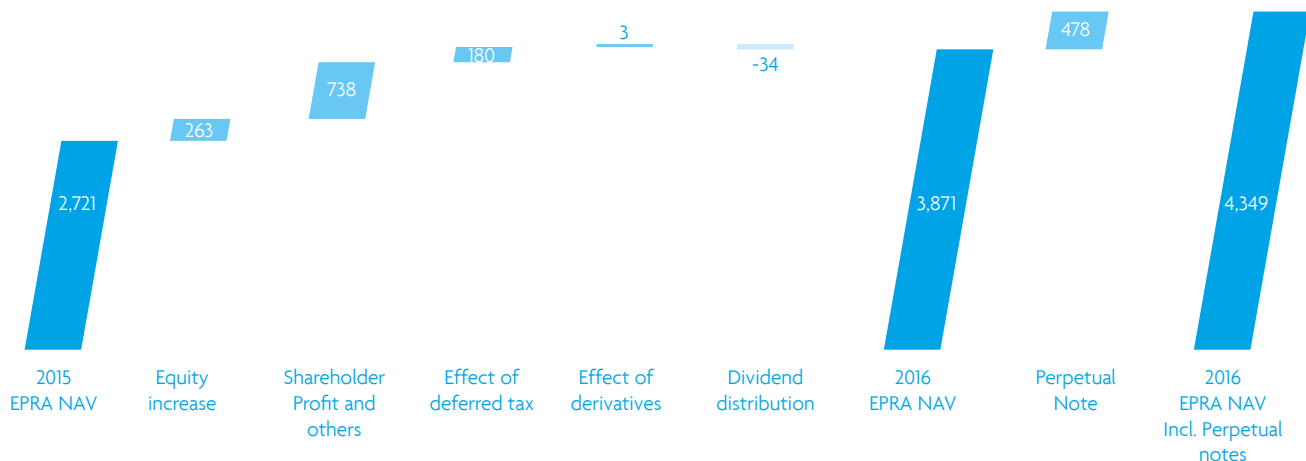 3
478
180
-34
738
263
2,721
3,871
4,349
2015
EPRA NAV
Equity
increase
Shareholder
Profit and
others
Effect of
deferred tax
Effect of
derivatives
Dividend
distribution
2016
EPRA NAV
Perpetual
Note
2016
EPRA NAV
Incl. Perpetual
notes